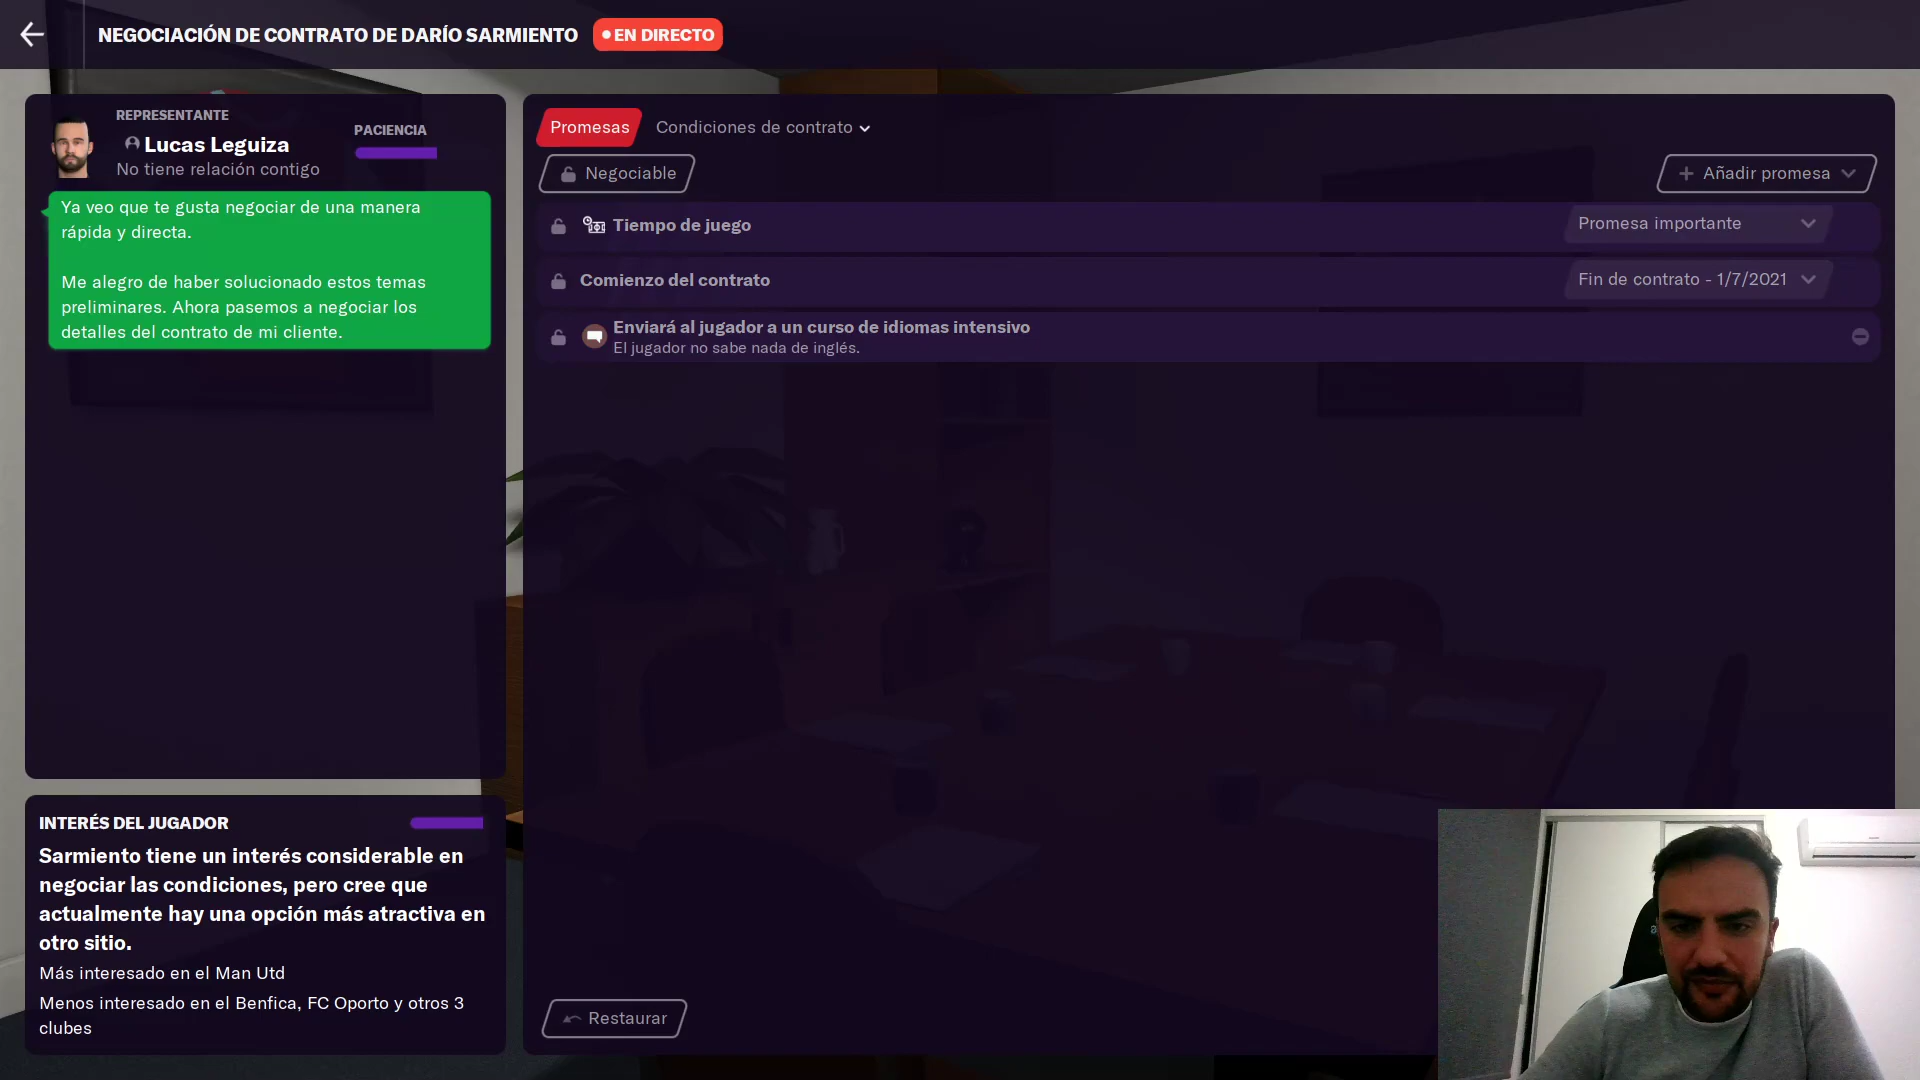 NEGOCIACIÓN DE CONTRATO DE DARÍO SARMIENTO
EN DIRECTO
REPRESENTANTE
Lucas Leguiza
No tiene relación contigo
PACIENCIA
Ya veo que te gusta negociar de una manera
rápida y directa.
Me alegro de haber solucionado estos temas
preliminares. Ahora pasemos a negociar los
detalles del contrato de mi cliente.
Promesas
Condiciones de contrato
Negociable
Añadir promesa
Tiempo de juego
Promesa importante
Comienzo del contrato
Fin de contrato - 1/7/2021
Enviará al jugador a un curso de idiomas intensivo
El jugador no sabe nada de inglés.
INTERÉS DEL JUGADOR
Sarmiento tiene un interés considerable en
negociar las condiciones, pero cree que
actualmente hay una opción más atractiva en
otro sitio.
Más interesado en el Man Utd
Menos interesado en el Benfica, FC Oporto y otros 3
clubes
Restaurar